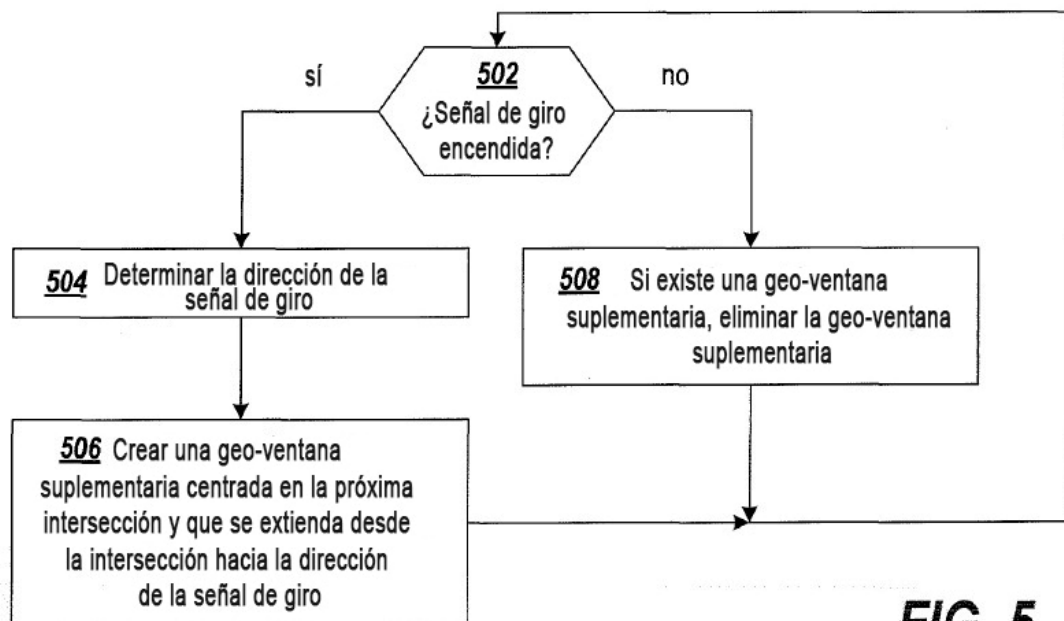 502
¿Señal de giro
encendida?
sí
no
504 Determinar la dirección de la
señal de giro
508 Si existe una geo-ventana
suplementaria, eliminar la geo-ventana
suplementaria
506 Crear una geo-ventana
suplementaria centrada en la próxima
intersección y que se extienda desde
la intersección hacia la dirección
de la señal de giro
FIG. 5